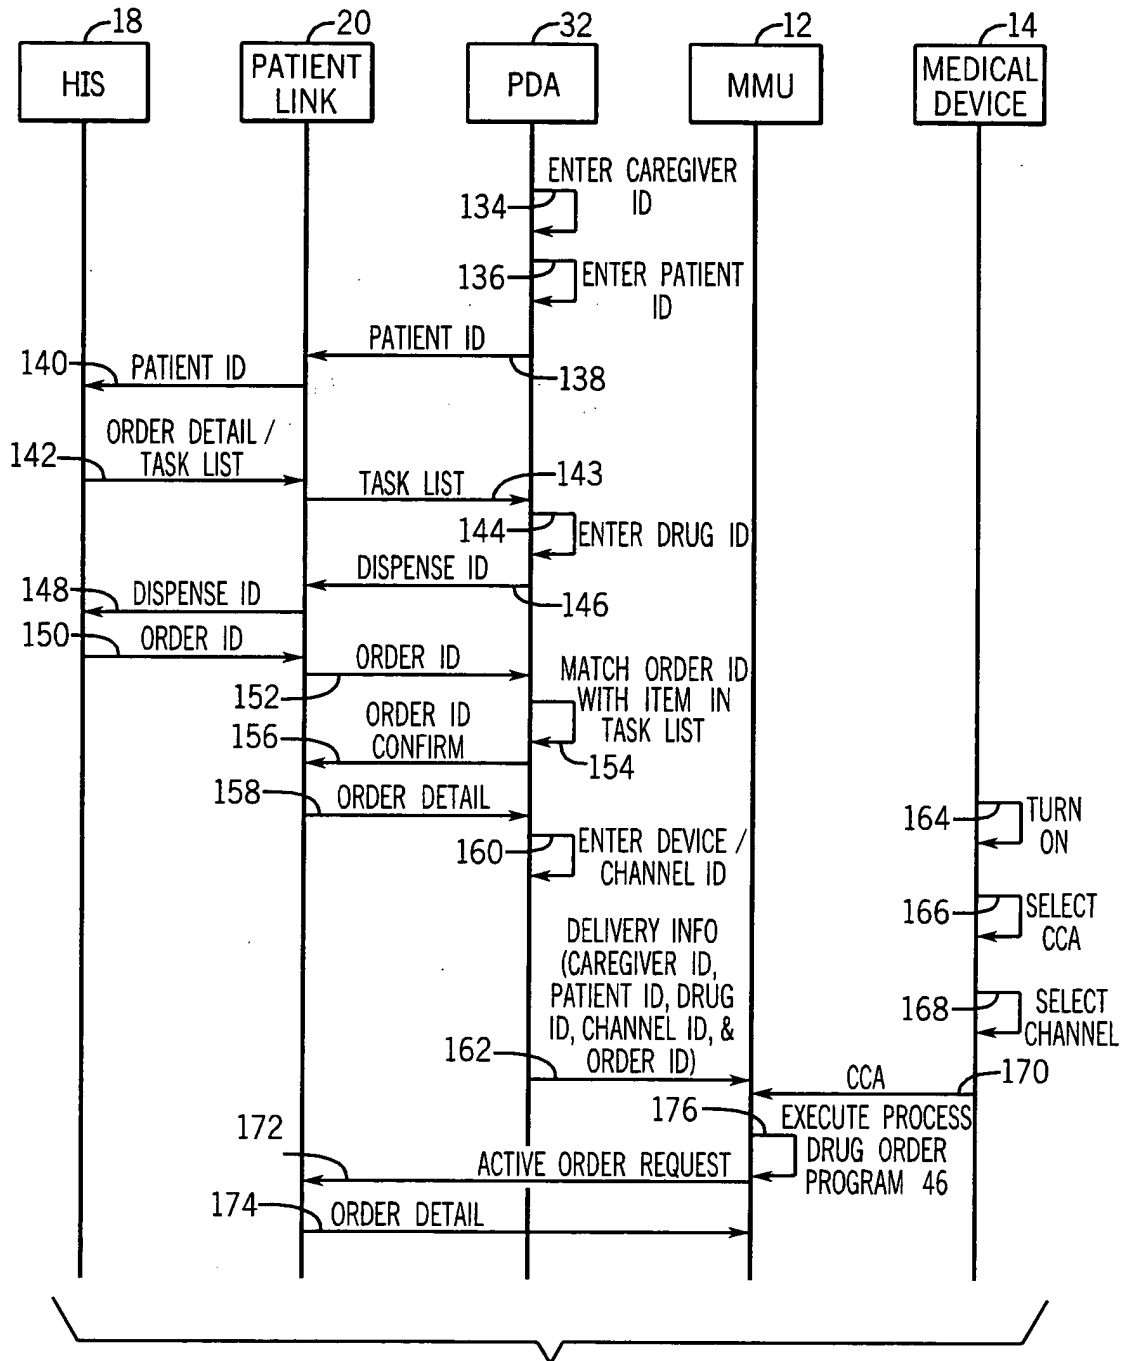 18
20
32
12
14
HIS
PATIENT
LINK
PDA
MMU
MEDICAL
DEVICE
ENTER CAREGIVER
ID
134
136
ENTER PATIENT
ID
PATIENT ID
138
140
PATIENT ID
ORDER DETAIL /
TASK LIST
142
TASK LIST
143
144
ENTER DRUG ID
DISPENSE ID
146
148
DISPENSE ID
150
ORDER ID
ORDER ID
152
MATCH ORDER ID
WITH ITEM IN
TASK LIST
154
ORDER ID
CONFIRM
156
158
ORDER DETAIL
164
TURN
ON
160
ENTER DEVICE /
CHANNEL ID
166
SELECT
CCA
DELIVERY INFO
(CAREGIVER ID,
PATIENT ID, DRUG
ID, CHANNEL ID, &
ORDER ID)
162
168
SELECT
CHANNEL
CCA
170
176
EXECUTE PROCESS
DRUG ORDER
PROGRAM 46
172
ACTIVE ORDER REQUEST
174
ORDER DETAIL